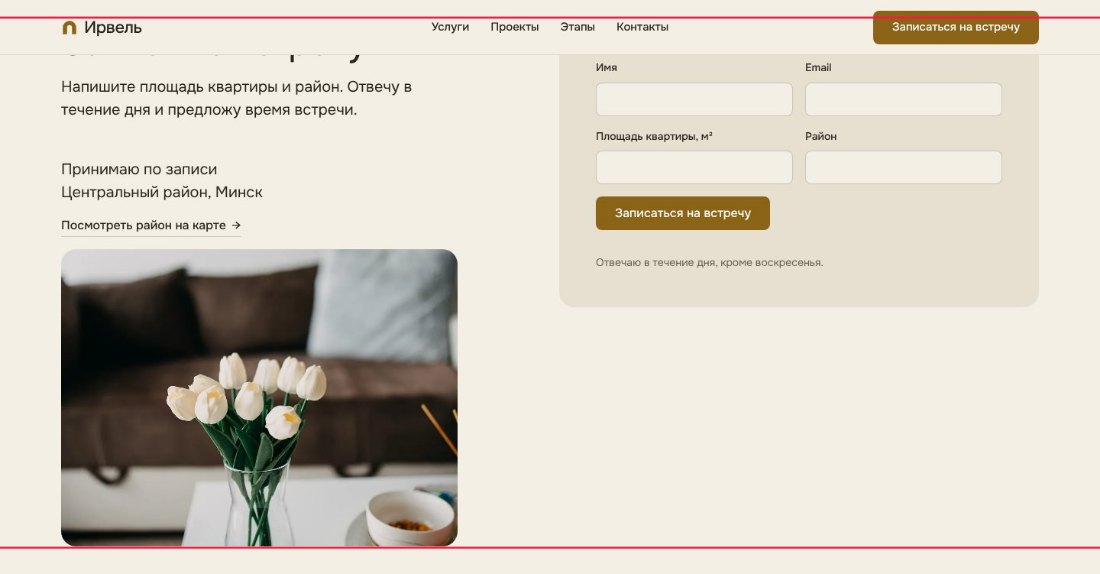 Ирвель
Услуги
Проекты
Этапы
Контакты
Записаться на встречу
Напишите площадь квартиры и район. Отвечу в
течение дня и предложу время встречи.
Принимаю по записи
Центральный район, Минск
Посмотреть район на карте →
Имя
Email
Площадь квартиры, м²
Район
Записаться на встречу
Отвечаю в течение дня, кроме воскресенья.